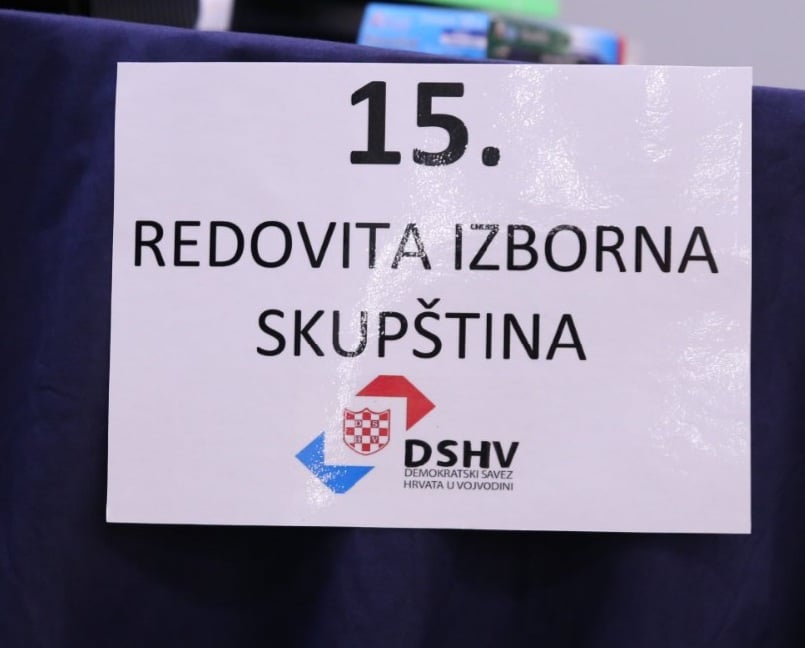 15.
REDOVITA IZBORNA
SKUPŠTINA
D S
H V
DSHV
DEMOKRATSKI SAVEZ
HRVATA U VOJVODINI